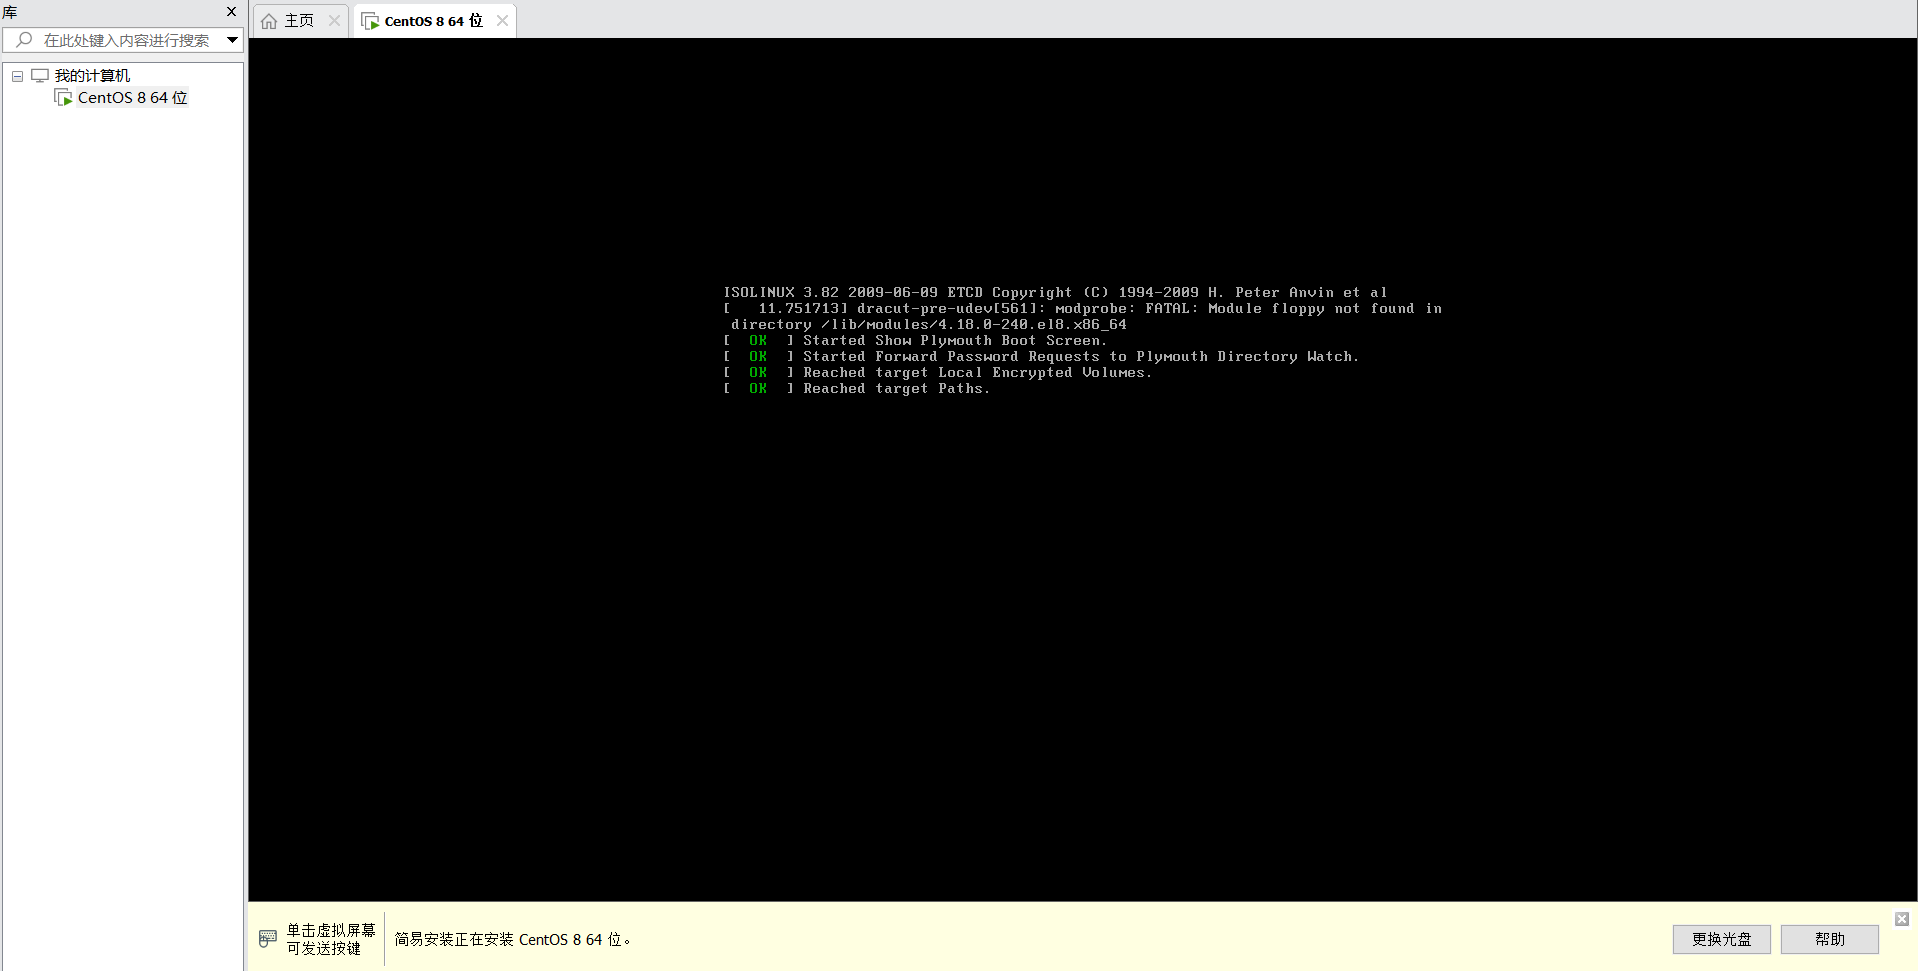 库
在此处键入内容进行搜索
我的计算机
CentOS 8 64 位
主页
CentOS 8 64 位
ISOLINUX 3.82 2009-06-09 ETCD Copyright (C) 1994-2009 H. Peter Anvin et al
[   11.751713] dracut-pre-udev[561]: modprobe: FATAL: Module floppy not found in
directory /lib/modules/4.18.0-240.el8.x86_64
[  OK  ] Started Show Plymouth Boot Screen.
[  OK  ] Started Forward Password Requests to Plymouth Directory Watch.
[  OK  ] Reached target Local Encrypted Volumes.
[  OK  ] Reached target Paths.
单击虚拟屏幕
可发送按键
简易安装正在安装 CentOS 8 64 位。
更换光盘
帮助